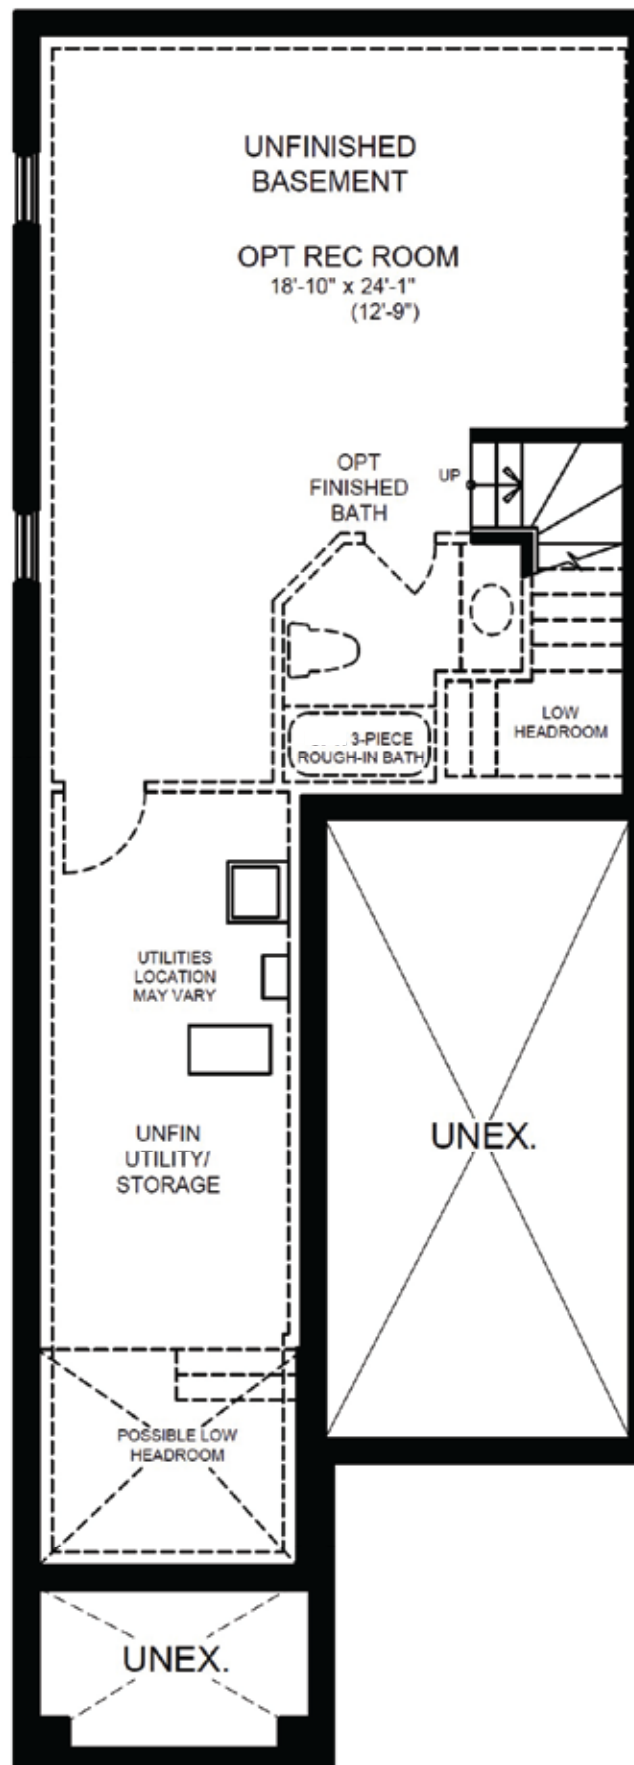 UNFINISHED
BASEMENT
OPT REC ROOM
18'-10" x 24'-1"
(12'-9")
OPT
FINISHED
BATH
UP
3-PIECE
ROUGH-IN BATH
LOW
HEADROOM
UTILITIES
LOCATION
MAY VARY
UNFIN
UTILITY/
STORAGE
UNEX.
POSSIBLE LOW
HEADROOM
UNEX.